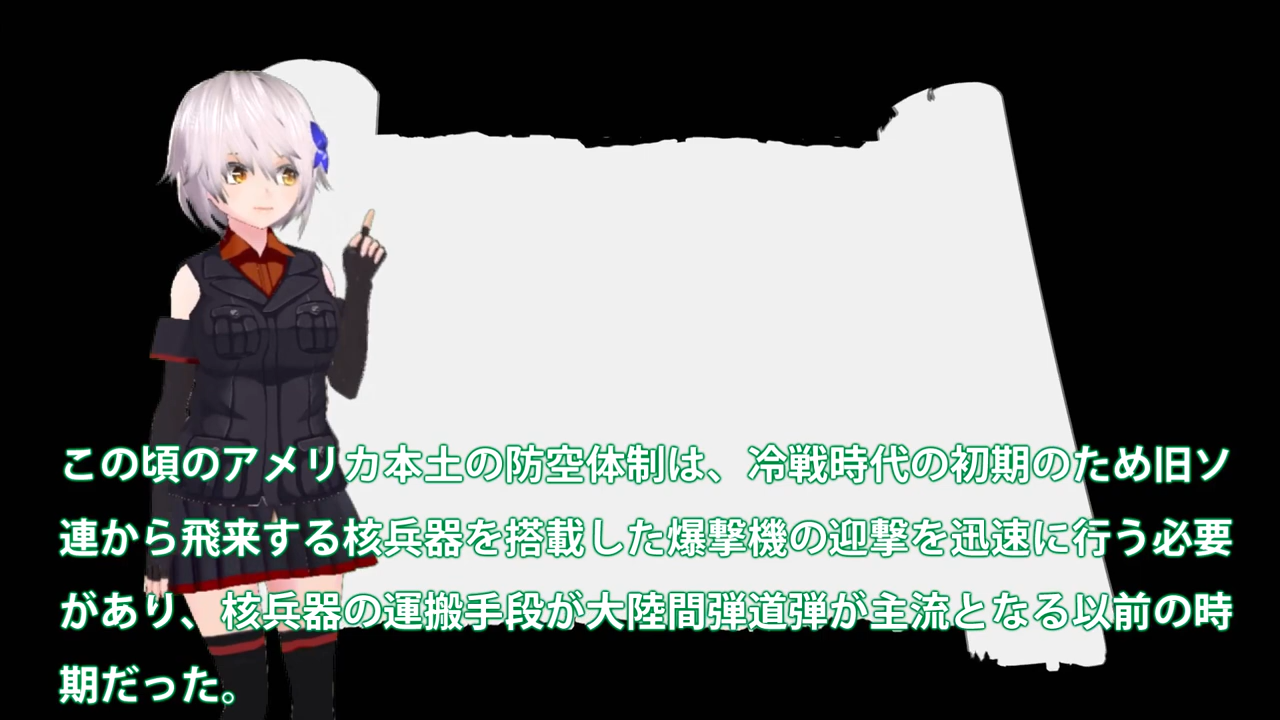 この頃のアメリカ本土の防空体制は、冷戦時代の初期のため旧ソ
連から飛来する核兵器を搭載した爆撃機の迎撃を迅速に行う必要
があり、核兵器の運搬手段が大陸間弾道弾が主流となる以前の時
期だった。